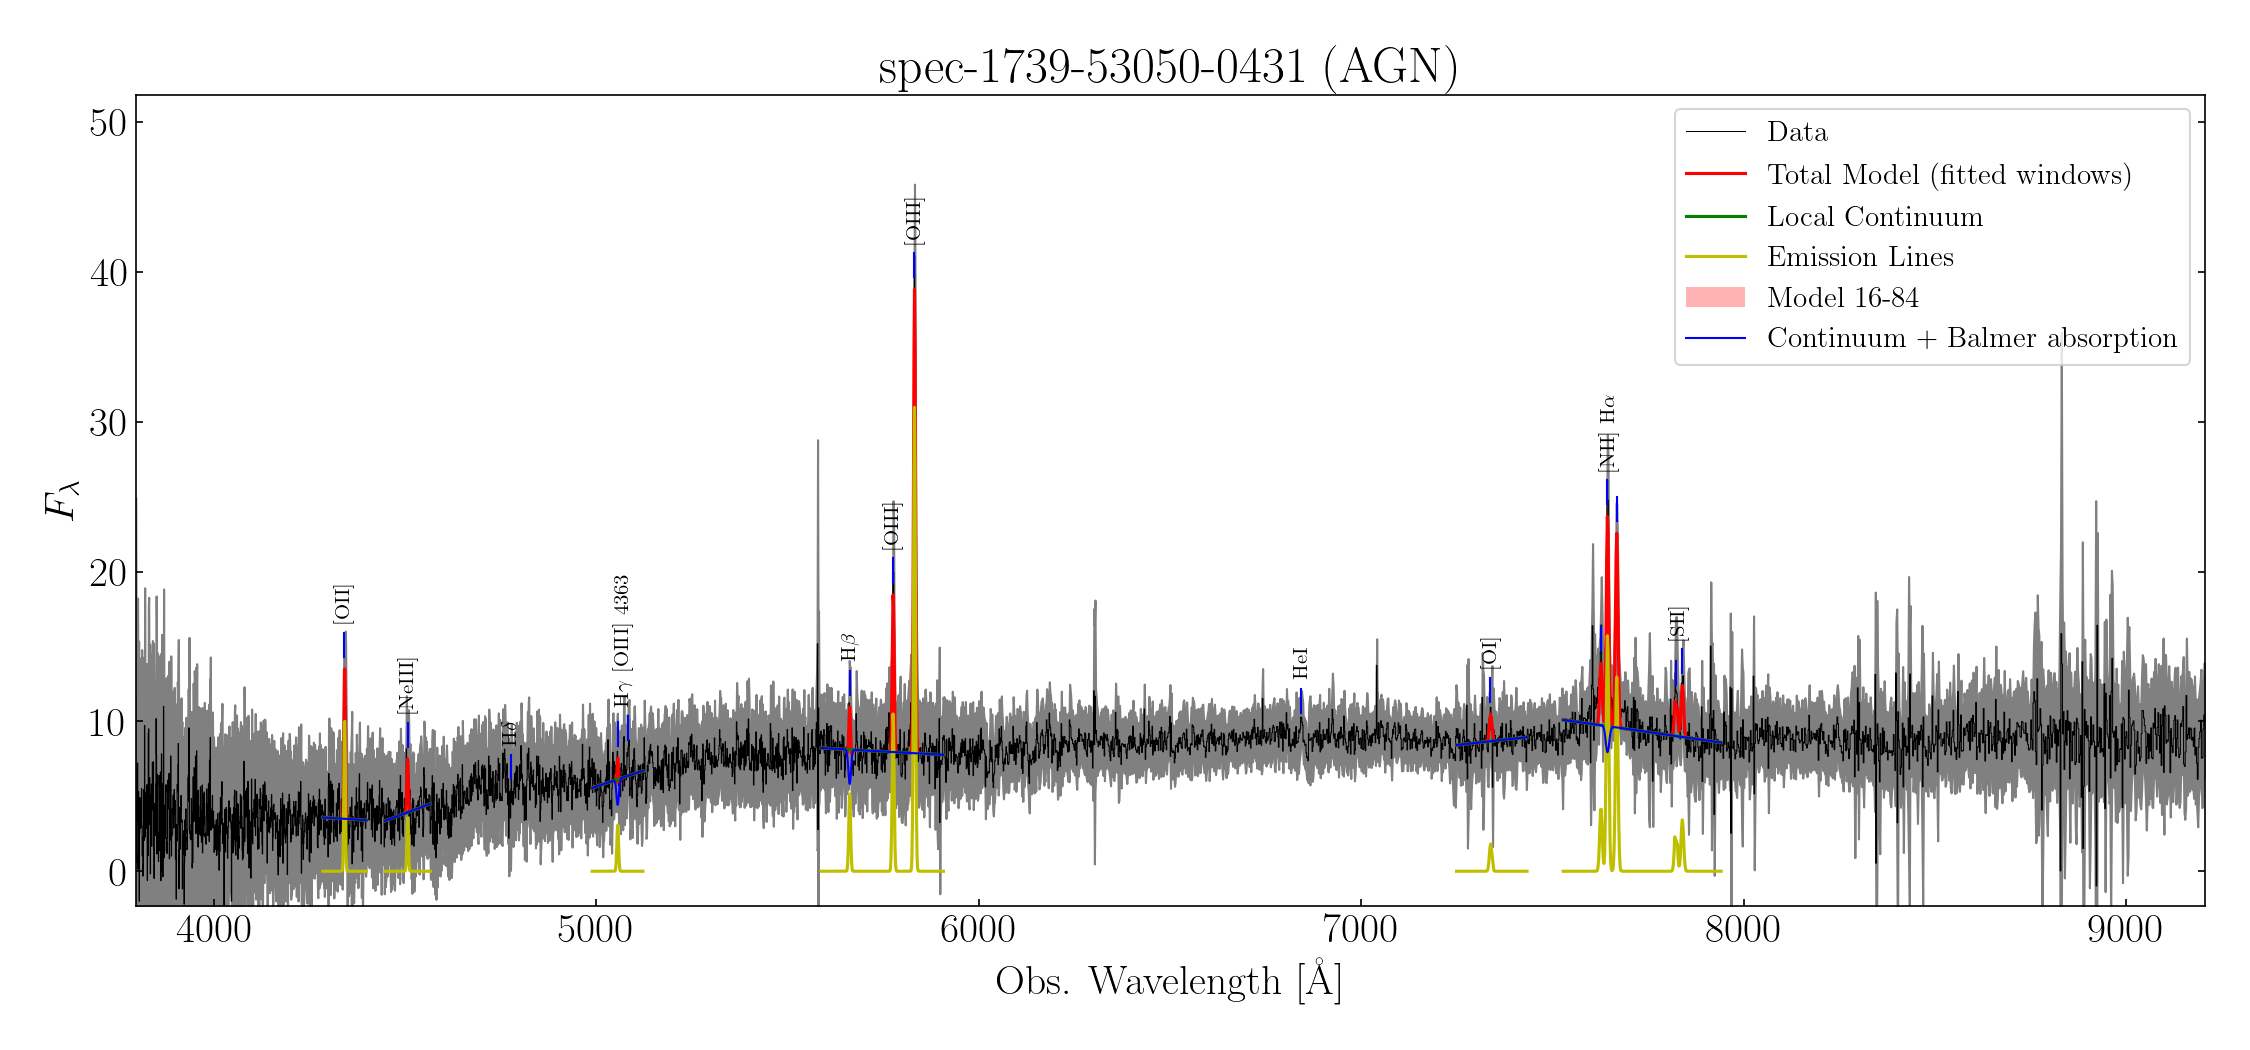 spec-1739-53050-0431 (AGN)
50
40
30
20
10
0
F_λ
Data
Total Model (fitted windows)
Local Continuum
Emission Lines
Model 16-84
Continuum + Balmer absorption
[OII]
[NeIII]
Hδ
Hγ [OIII] 4363
Hβ
[OIII]
[OIII]
HeI
[OI]
[NII] Hα
[SII]
4000
5000
6000
7000
8000
9000
Obs. Wavelength [Å]